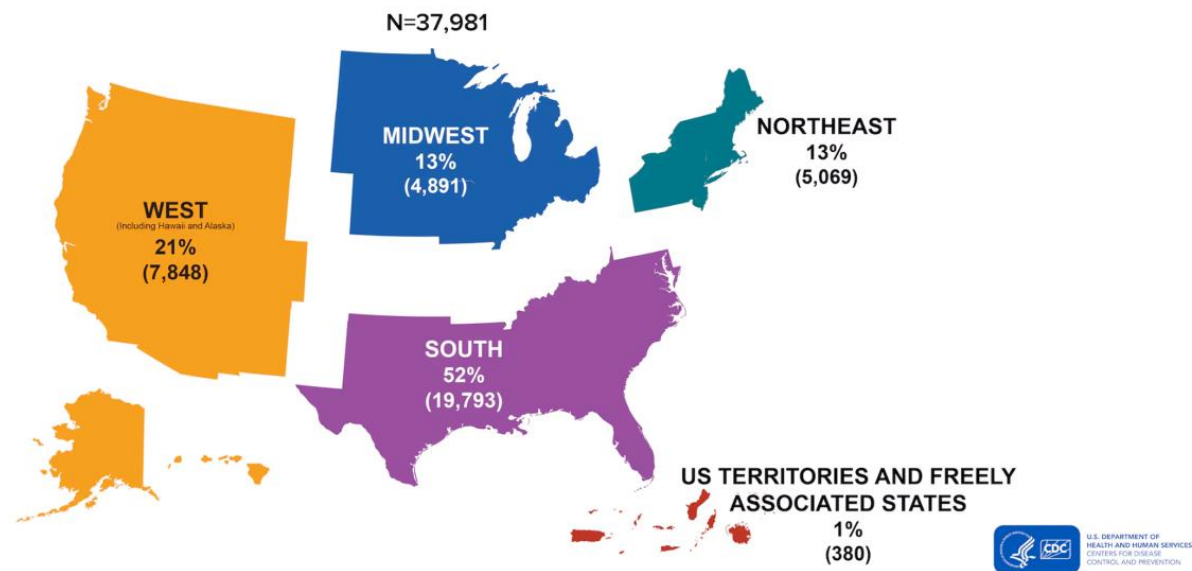 N=37,981
MIDWEST
13%
(4,891)
NORTHEAST
13%
(5,069)
WEST
(Including Hawaii and Alaska)
21%
(7,848)
SOUTH
52%
(19,793)
US TERRITORIES AND FREELY
ASSOCIATED STATES
1%
(380)
CDC
U.S. DEPARTMENT OF
HEALTH AND HUMAN SERVICES
CENTERS FOR DISEASE
CONTROL AND PREVENTION